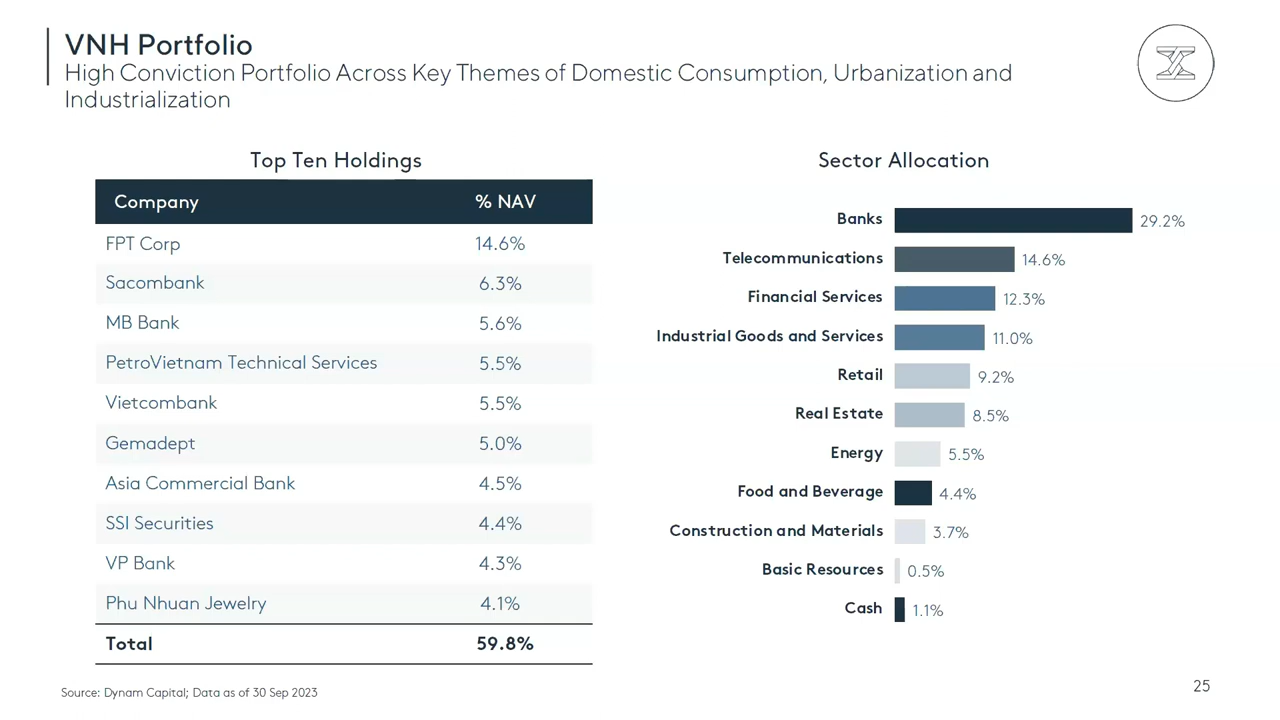 VNH Portfolio
High Conviction Portfolio Across Key Themes of Domestic Consumption, Urbanization and
Industrialization
Top Ten Holdings
Company % NAV
FPT Corp 14.6%
Sacombank 6.3%
MB Bank 5.6%
PetroVietnam Technical Services 5.5%
Vietcombank 5.5%
Gemadept 5.0%
Asia Commercial Bank 4.5%
SSI Securities 4.4%
VP Bank 4.3%
Phu Nhuan Jewelry 4.1%
Total 59.8%
Sector Allocation
Banks 29.2%
Telecommunications 14.6%
Financial Services 12.3%
Industrial Goods and Services 11.0%
Retail 9.2%
Real Estate 8.5%
Energy 5.5%
Food and Beverage 4.4%
Construction and Materials 3.7%
Basic Resources 0.5%
Cash 1.1%
Source: Dynam Capital; Data as of 30 Sep 2023
25